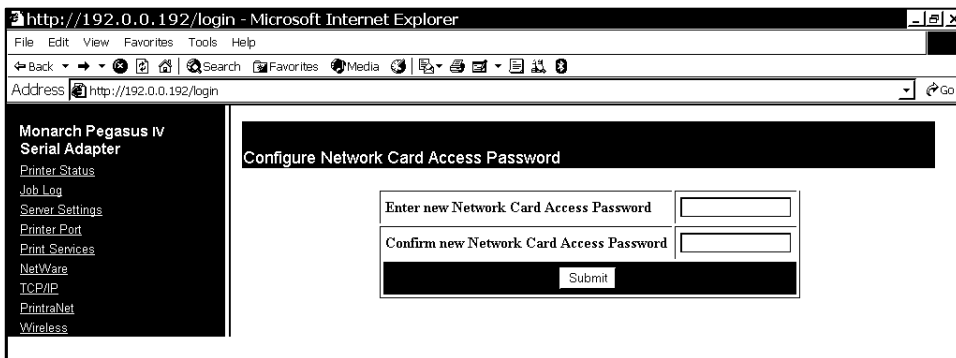 http://192.0.0.192/login - Microsoft Internet Explorer
File Edit View Favorites Tools Help
Back Search Favorites Media
Address http://192.0.0.192/login Go
Monarch Pegasus IV
Serial Adapter
Printer Status
Job Log
Server Settings
Printer Port
Print Services
NetWare
TCP/IP
PrintraNet
Wireless
Configure Network Card Access Password
Enter new Network Card Access Password
Confirm new Network Card Access Password
Submit